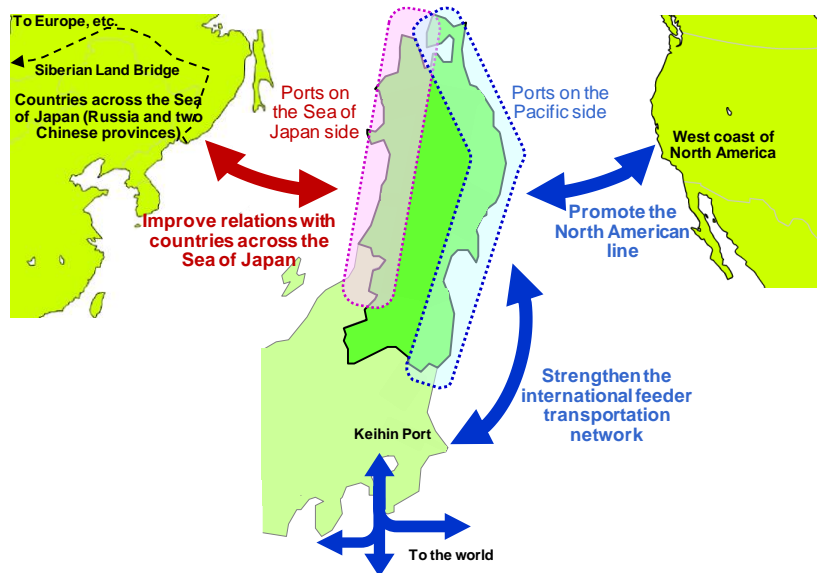 To Europe, etc.
Siberian Land Bridge
Countries across the Sea
of Japan (Russia and two
Chinese provinces)
Ports on
the Sea of
Japan side
Ports on the
Pacific side
West coast of
North America
Improve relations with
countries across the
Sea of Japan
Promote the
North American
line
Strengthen the
international feeder
transportation
network
Keihin Port
To the world